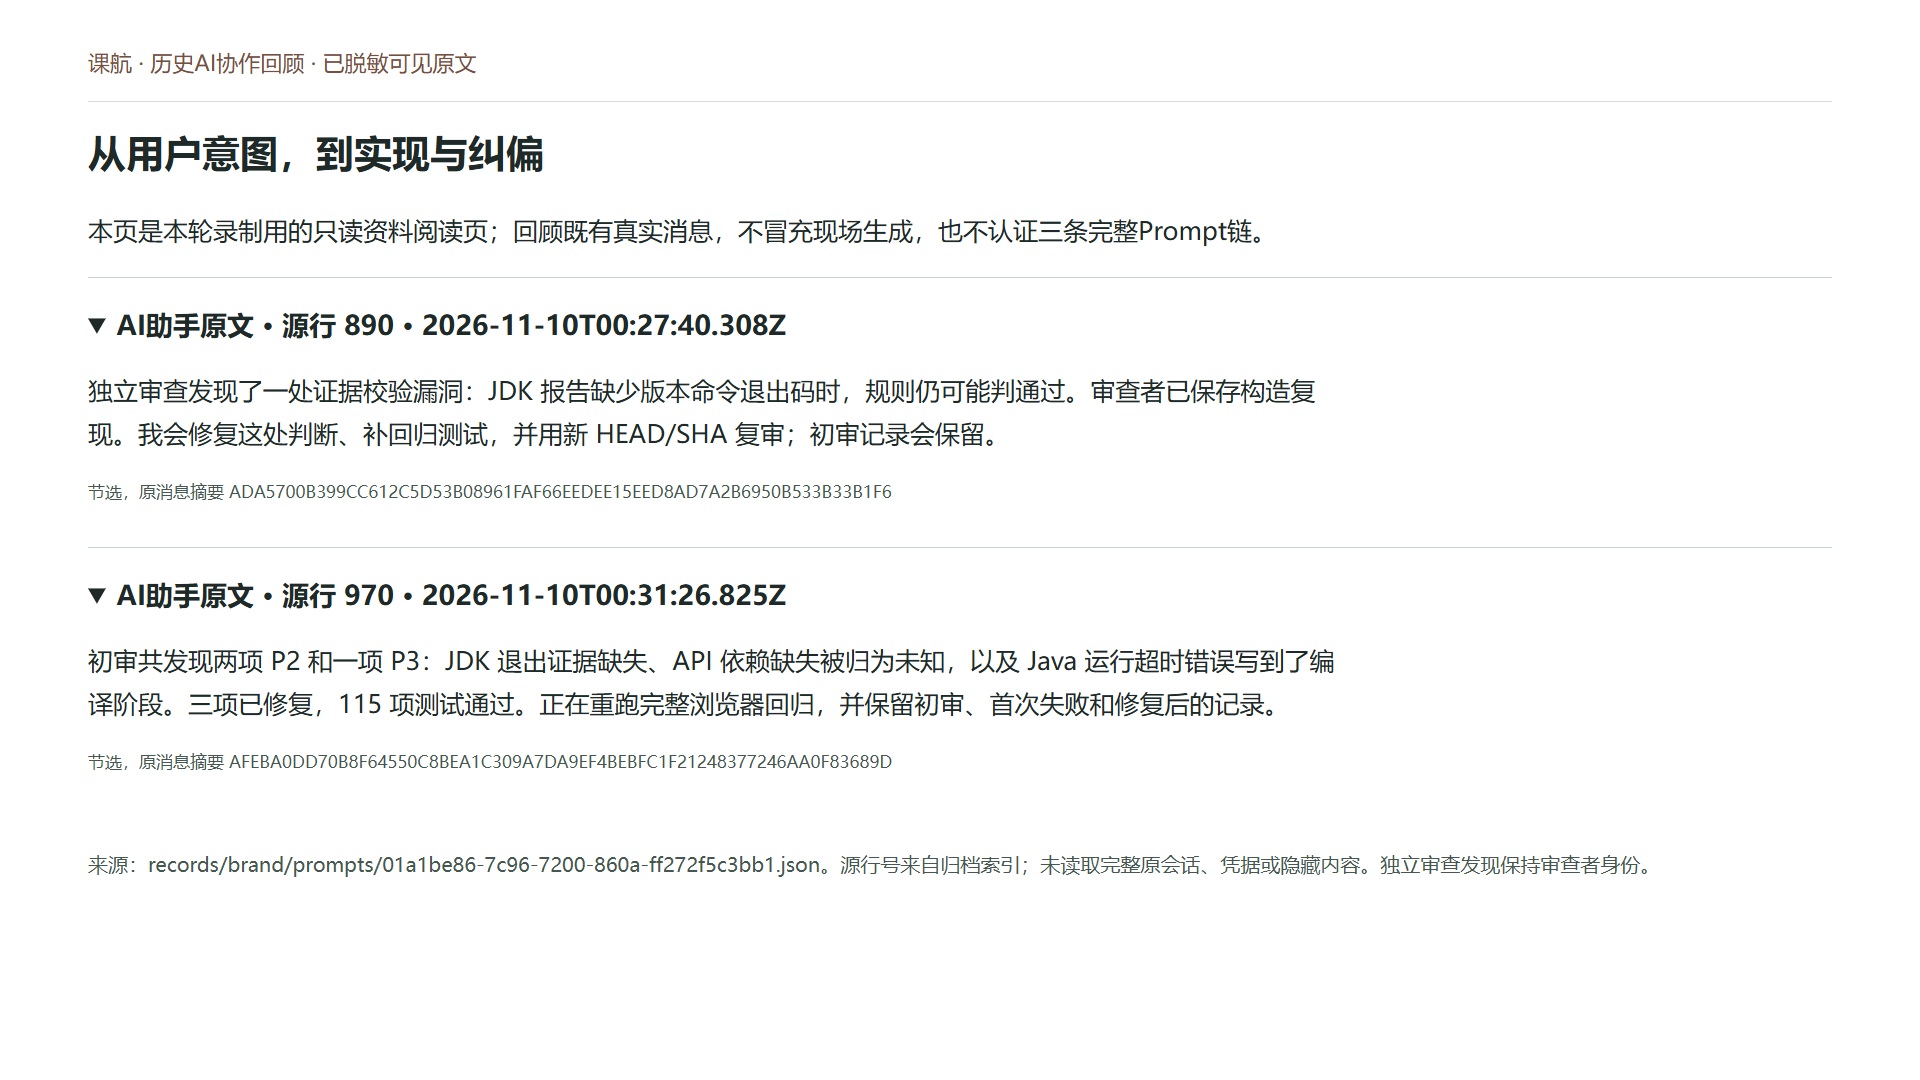 课航 · 历史AI协作回顾 · 已脱敏可见原文
从用户意图，到实现与纠偏
本页是本轮录制用的只读资料阅读页；回顾既有真实消息，不冒充现场生成，也不认证三条完整Prompt链。
▼ AI助手原文 • 源行 890 • 2026-11-10T00:27:40.308Z
独立审查发现了一处证据校验漏洞：JDK 报告缺少版本命令退出码时，规则仍可能判通过。审查者已保存构造复
现。我会修复这处判断、补回归测试，并用新 HEAD/SHA 复审；初审记录会保留。
节选，原消息摘要 ADA5700B399CC612C5D53B08961FAF66EEDEE15EED8AD7A2B6950B533B33B1F6
▼ AI助手原文 • 源行 970 • 2026-11-10T00:31:26.825Z
初审共发现两项 P2 和一项 P3：JDK 退出证据缺失、API 依赖缺失被归为未知，以及 Java 运行超时错误写到了编
译阶段。三项已修复，115 项测试通过。正在重跑完整浏览器回归，并保留初审、首次失败和修复后的记录。
节选，原消息摘要 AFEBA0DD70B8F64550C8BEA1C309A7DA9EF4BEBFC1F21248377246AA0F83689D
来源：records/brand/prompts/01a1be86-7c96-7200-860a-ff272f5c3bb1.json。源行号来自归档索引；未读取完整原会话、凭据或隐藏内容。独立审查发现保持审查者身份。